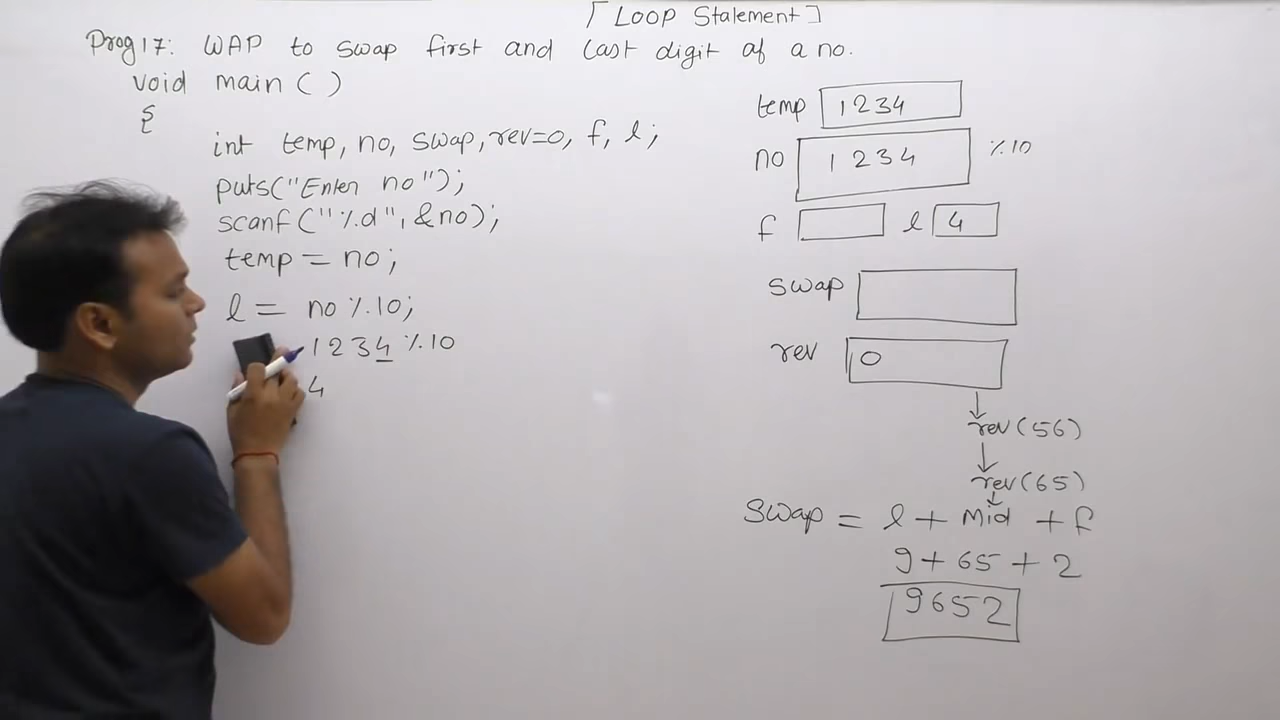 [Loop Statement]
Prog17: WAP to swap first and last digit of a no.
void main ( )
{
int temp, no, swap, rev=0, f, l;
puts("Enter no");
scanf("%d", &no);
temp = no;
l = no %10;
1234 %10
4
temp 1234
no 1234 %10
f l 4
swap
rev 0
rev(56)
rev(65)
swap = l + Mid + f
9 + 65 + 2
9652